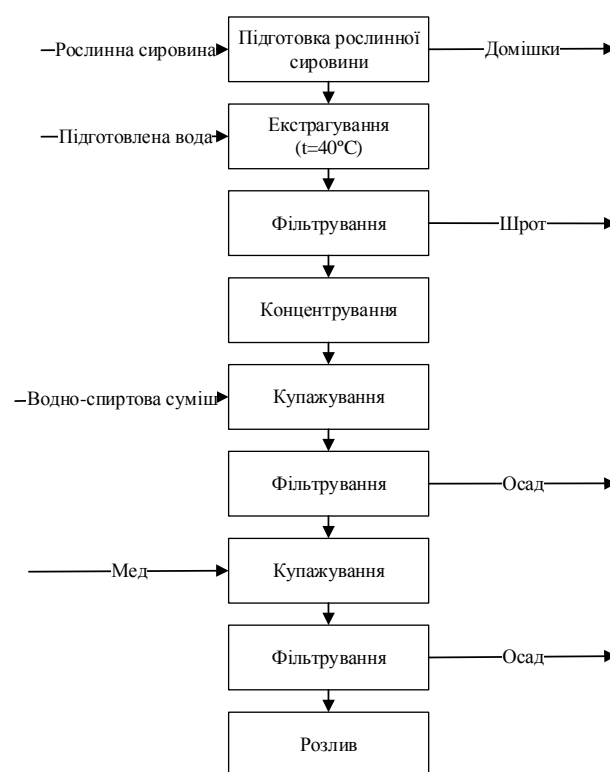 Рослинна сировина
Підготовка рослинної
сировини
Домішки
Підготовлена вода
Екстрагування
(t=40°C)
Фільтрування
Шрот
Концентрування
Водно-спиртова суміш
Купажування
Фільтрування
Осад
Мед
Купажування
Фільтрування
Осад
Розлив